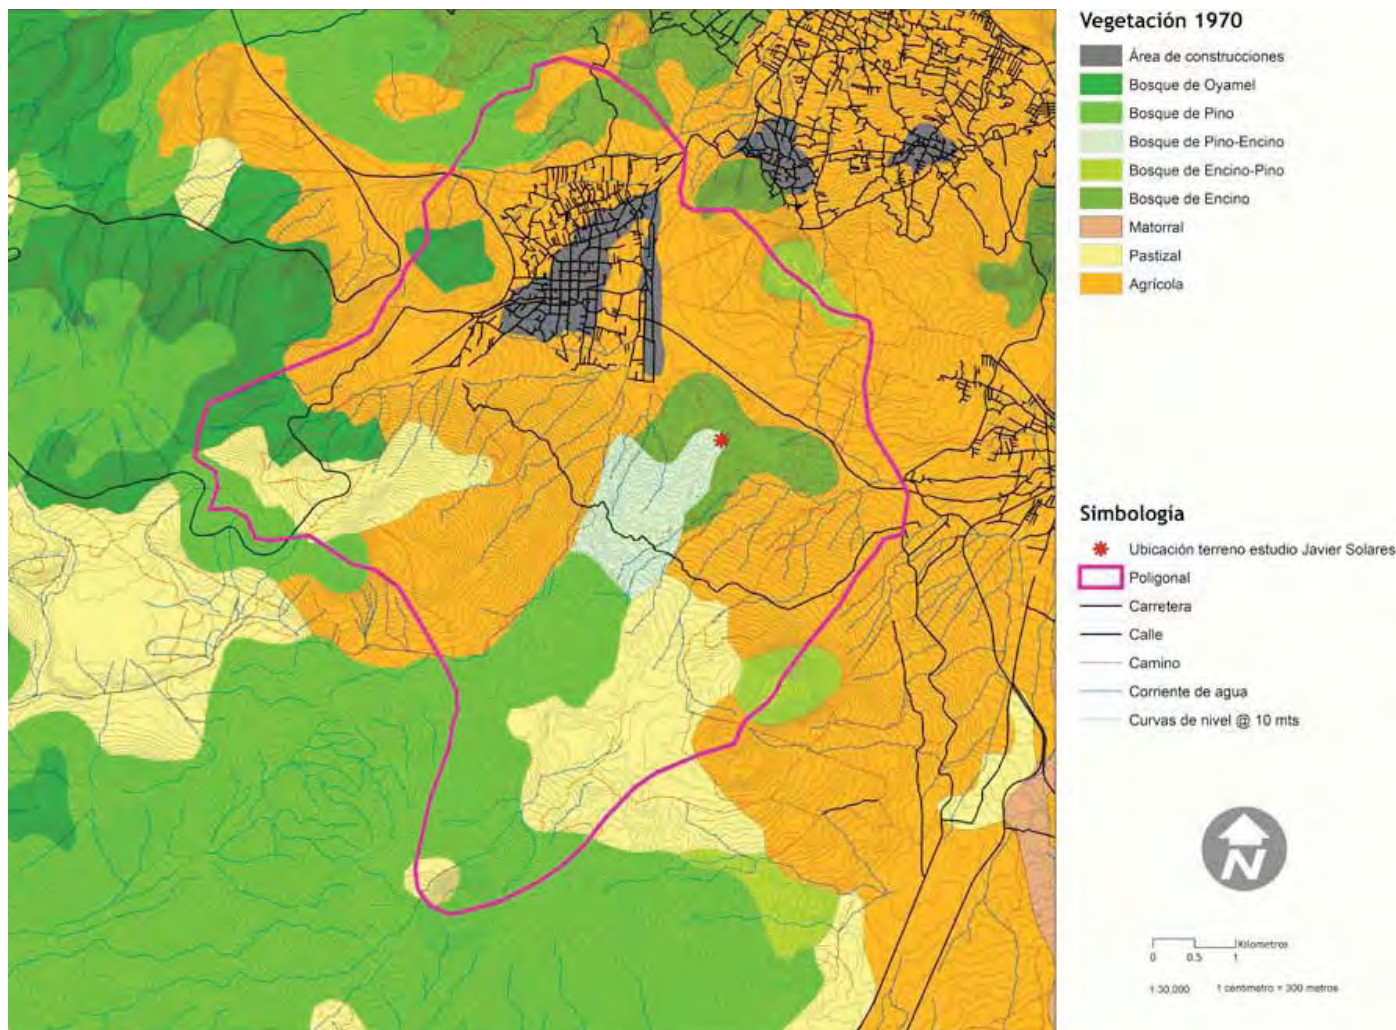 Vegetación 1970
Área de construcciones
Bosque de Oyamel
Bosque de Pino
Bosque de Pino-Encino
Bosque de Encino-Pino
Bosque de Encino
Matorral
Pastizal
Agrícola
Simbología
Ubicación terreno estudio Javier Solares
Poligonal
Carretera
Calle
Camino
Corriente de agua
Curvas de nivel @ 10 mts
N
Kilometros
0 0.5 1
1:30,000 1 centimetro = 300 metros